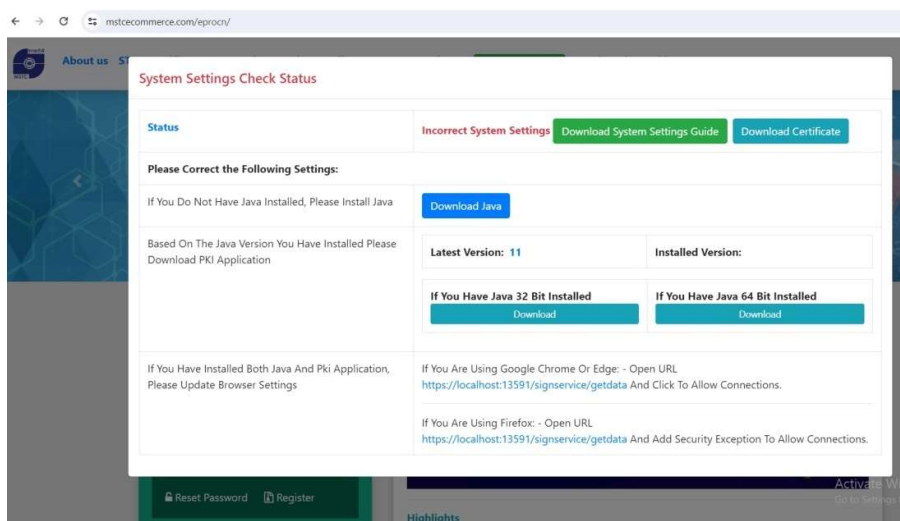 mstcecommerce.com/eprocn/
About us ST
System Settings Check Status
Status
Incorrect System Settings Download System Settings Guide Download Certificate
Please Correct the Following Settings:
If You Do Not Have Java Installed, Please Install Java
Download Java
Based On The Java Version You Have Installed Please
Download PKI Application
Latest Version: 11
Installed Version:
If You Have Java 32 Bit Installed
Download
If You Have Java 64 Bit Installed
Download
If You Have Installed Both Java And Pki Application,
Please Update Browser Settings
If You Are Using Google Chrome Or Edge: - Open URL
https://localhost:13591/signservice/getdata And Click To Allow Connections.
If You Are Using Firefox: - Open URL
https://localhost:13591/signservice/getdata And Add Security Exception To Allow Connections.
Reset Password Register
Highlights
Activate W
Go to Settings